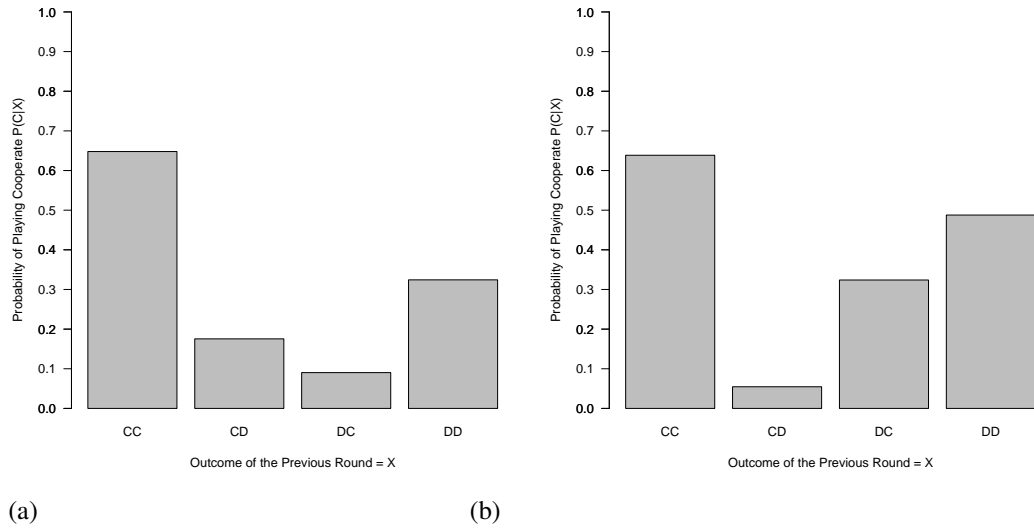 Probability of Playing Cooperate P(C|X)
1.0
0.9
0.8
0.7
0.6
0.5
0.4
0.3
0.2
0.1
0.0
CC CD DC DD
Outcome of the Previous Round = X
(a)
Probability of Playing Cooperate P(C|X)
1.0
0.9
0.8
0.7
0.6
0.5
0.4
0.3
0.2
0.1
0.0
CC CD DC DD
Outcome of the Previous Round = X
(b)